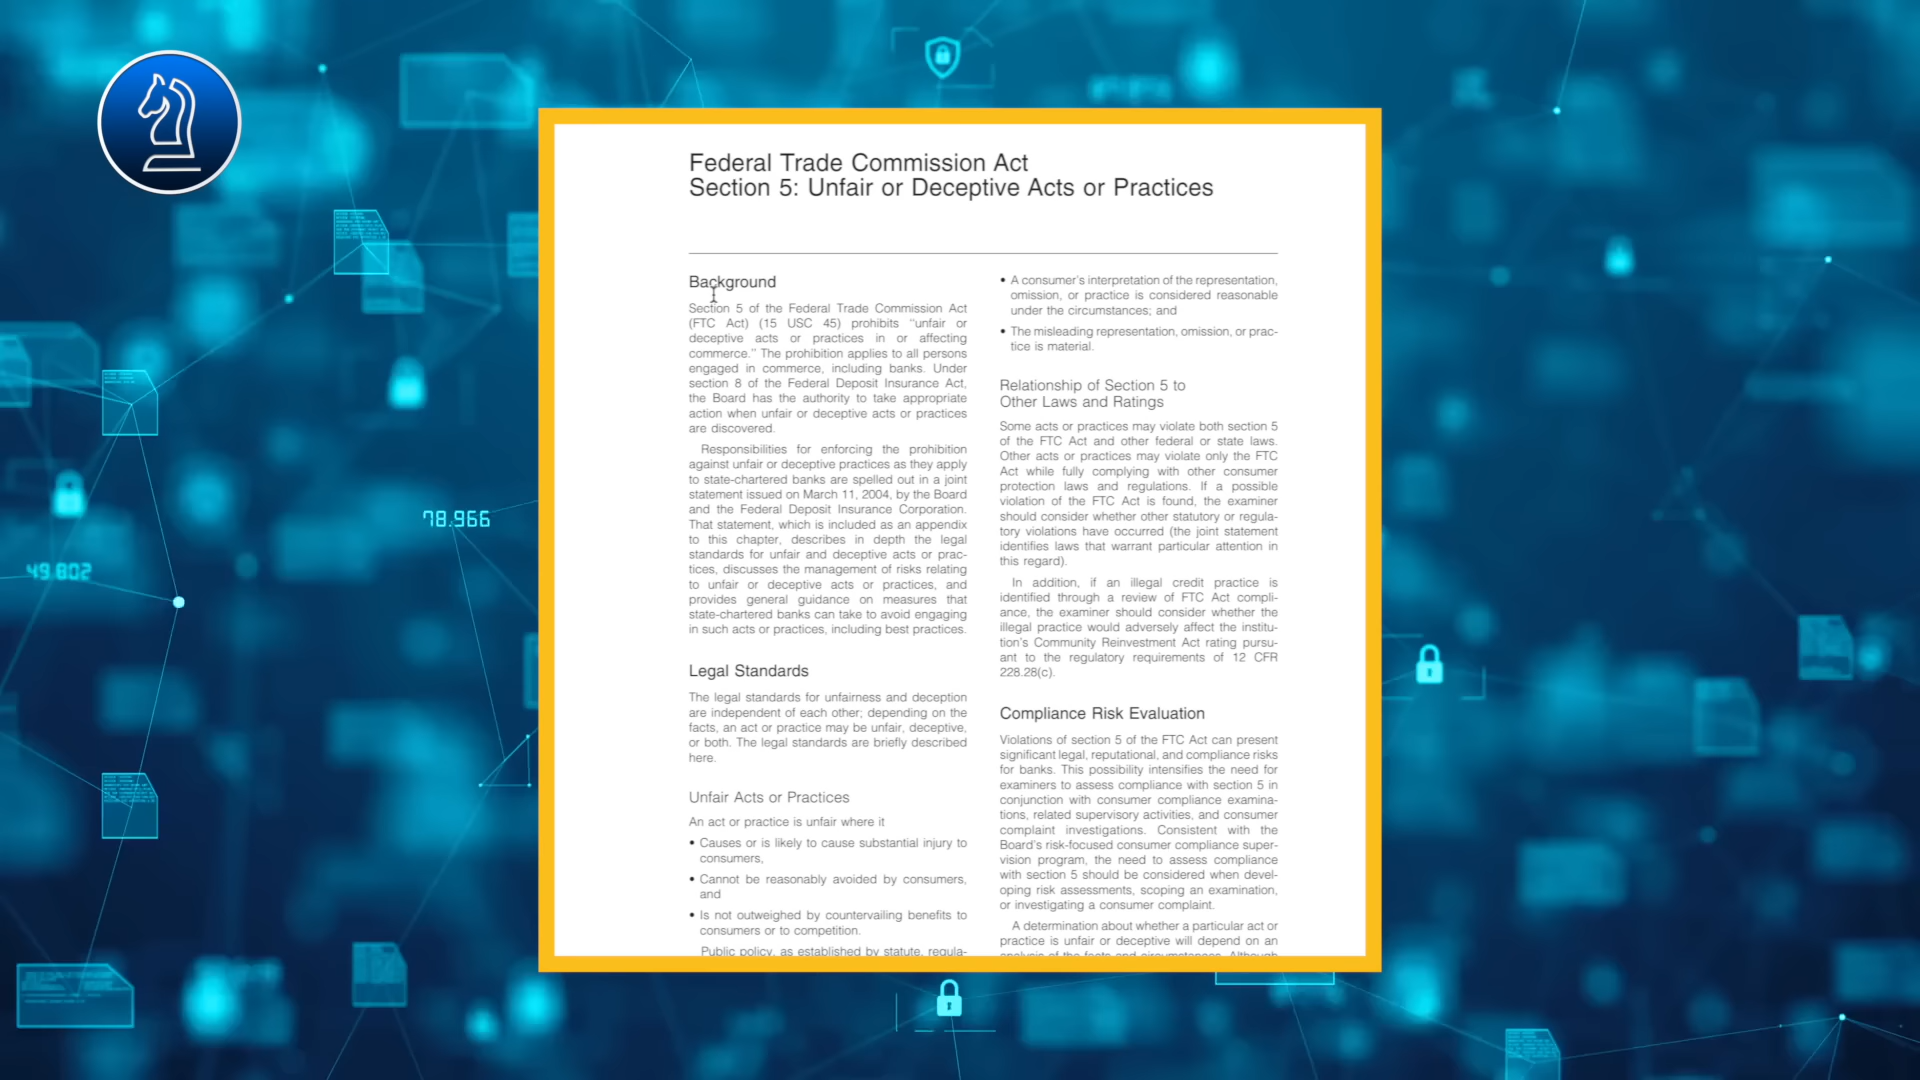 Federal Trade Commission Act
Section 5: Unfair or Deceptive Acts or Practices
Background
Section 5 of the Federal Trade Commission Act
(FTC Act) (15 USC 45) prohibits “unfair or
deceptive acts or practices in or affecting
commerce.” The prohibition applies to all persons
engaged in commerce, including banks. Under
section 8 of the Federal Deposit Insurance Act,
the Board has the authority to take appropriate
action when unfair or deceptive acts or practices
are discovered.
Responsibilities for enforcing the prohibition
against unfair or deceptive practices as they apply
to state-chartered banks are spelled out in a joint
statement issued on March 11, 2004, by the Board
and the Federal Deposit Insurance Corporation.
That statement, which is included as an appendix
to this chapter, describes in depth the legal
standards for unfair and deceptive acts or prac-
tices, discusses the management of risks relating
to unfair or deceptive acts or practices, and
provides general guidance on measures that
state-chartered banks can take to avoid engaging
in such acts or practices, including best practices.
Legal Standards
The legal standards for unfairness and deception
are independent of each other; depending on the
facts, an act or practice may be unfair, deceptive,
or both. The legal standards are briefly described
here.
Unfair Acts or Practices
An act or practice is unfair where it
• Causes or is likely to cause substantial injury to
consumers,
• Cannot be reasonably avoided by consumers,
and
• Is not outweighed by countervailing benefits to
consumers or to competition.
Public policy, as established by statute, regula-
• A consumer’s interpretation of the representation,
omission, or practice is considered reasonable
under the circumstances; and
• The misleading representation, omission, or prac-
tice is material.
Relationship of Section 5 to
Other Laws and Ratings
Some acts or practices may violate both section 5
of the FTC Act and other federal or state laws.
Other acts or practices may violate only the FTC
Act while fully complying with other consumer
protection laws and regulations. If a possible
violation of the FTC Act is found, the examiner
should consider whether other statutory or regula-
tory violations have occurred (the joint statement
identifies laws that warrant particular attention in
this regard).
In addition, if an illegal credit practice is
identified through a review of FTC Act compli-
ance, the examiner should consider whether the
illegal practice would adversely affect the institu-
tion’s Community Reinvestment Act rating pursu-
ant to the regulatory requirements of 12 CFR
228.28(c).
Compliance Risk Evaluation
Violations of section 5 of the FTC Act can present
significant legal, reputational, and compliance risks
for banks. This possibility intensifies the need for
examiners to assess compliance with section 5 in
conjunction with consumer compliance examina-
tions, related supervisory activities, and consumer
complaint investigations. Consistent with the
Board’s risk-focused consumer compliance super-
vision program, the need to assess compliance
with section 5 should be considered when devel-
oping risk assessments, scoping an examination,
or investigating a consumer complaint.
A determination about whether a particular act or
practice is unfair or deceptive will depend on an
analysis of the facts and circumstances. Although
78.966
49.802